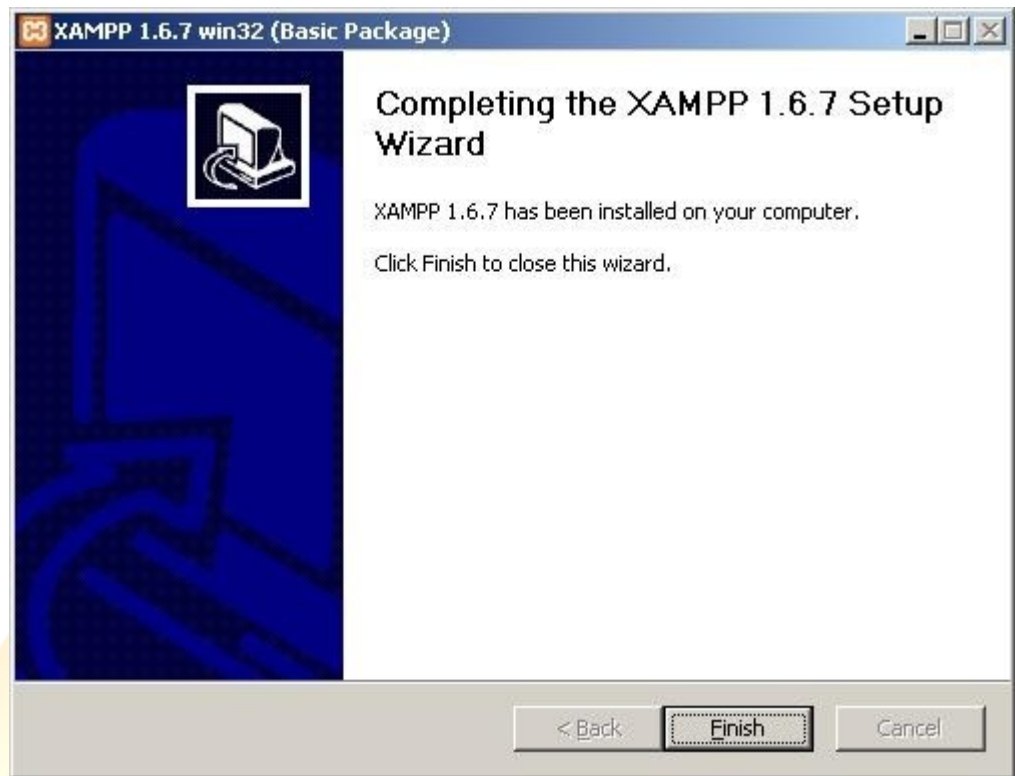 XAMPP 1.6.7 win32 (Basic Package)
Completing the XAMPP 1.6.7 Setup
Wizard
XAMPP 1.6.7 has been installed on your computer.
Click Finish to close this wizard.
< Back Finish Cancel